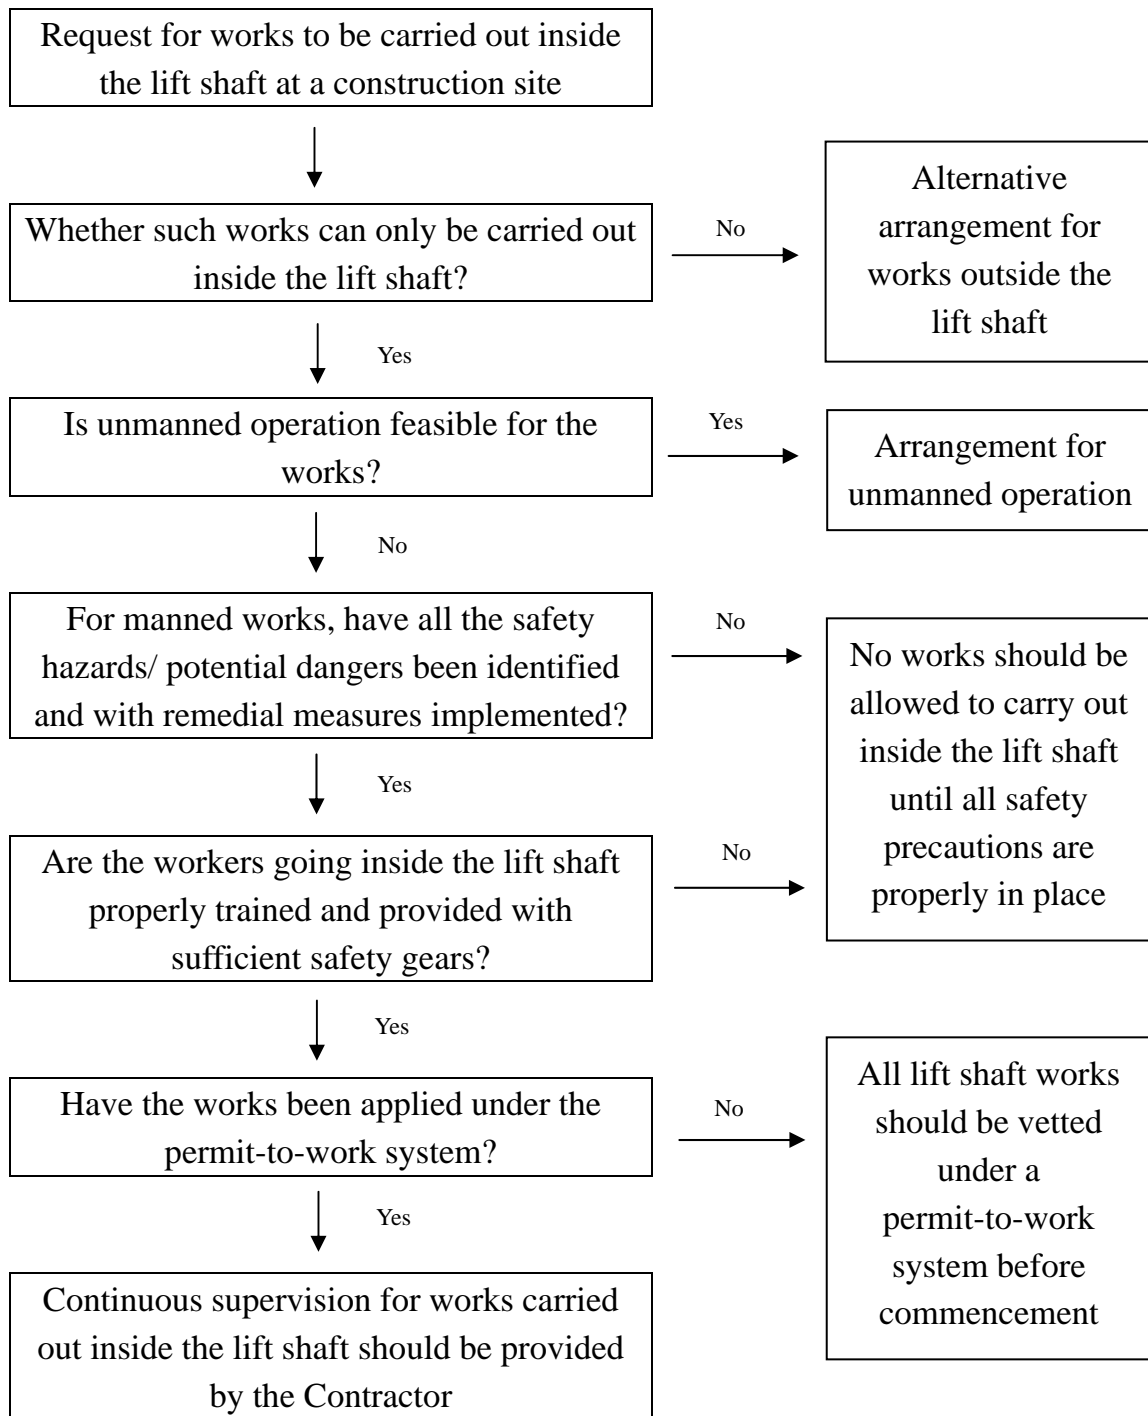 Request for works to be carried out inside
the lift shaft at a construction site
Whether such works can only be carried out
inside the lift shaft?
No
Alternative
arrangement for
works outside the
lift shaft
Yes
Is unmanned operation feasible for the
works?
Yes
Arrangement for
unmanned operation
No
For manned works, have all the safety
hazards/ potential dangers been identified
and with remedial measures implemented?
No
No works should be
allowed to carry out
inside the lift shaft
until all safety
precautions are
properly in place
Yes
Are the workers going inside the lift shaft
properly trained and provided with
sufficient safety gears?
No
Yes
Have the works been applied under the
permit-to-work system?
No
All lift shaft works
should be vetted
under a
permit-to-work
system before
commencement
Yes
Continuous supervision for works carried
out inside the lift shaft should be provided
by the Contractor